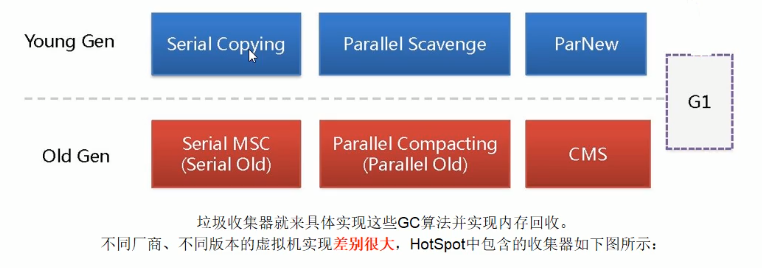 Young Gen
Serial Copying
Parallel Scavenge
ParNew
G1
Old Gen
Serial MSC
(Serial Old)
Parallel Compacting
(Parallel Old)
CMS
垃圾收集器就来具体实现这些GC算法并实现内存回收。
不同厂商、不同版本的虚拟机实现差别很大，HotSpot中包含的收集器如下图所示：